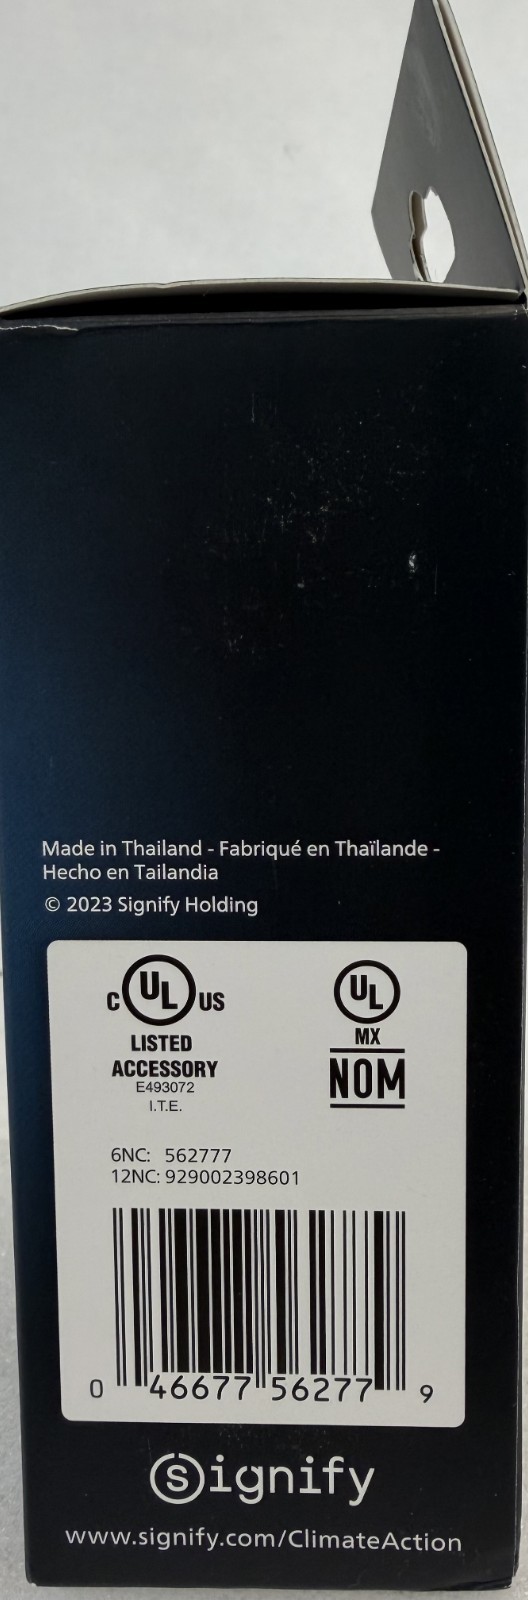 Made in Thailand - Fabriqué en Thaïlande -
Hecho en Tailandia
© 2023 Signify Holding
C UL US
LISTED
ACCESSORY
E493072
I.T.E.
UL
MX
NOM
6NC: 562777
12NC: 929002398601
0 46677 56277 9
Signify
www.signify.com/ClimateAction